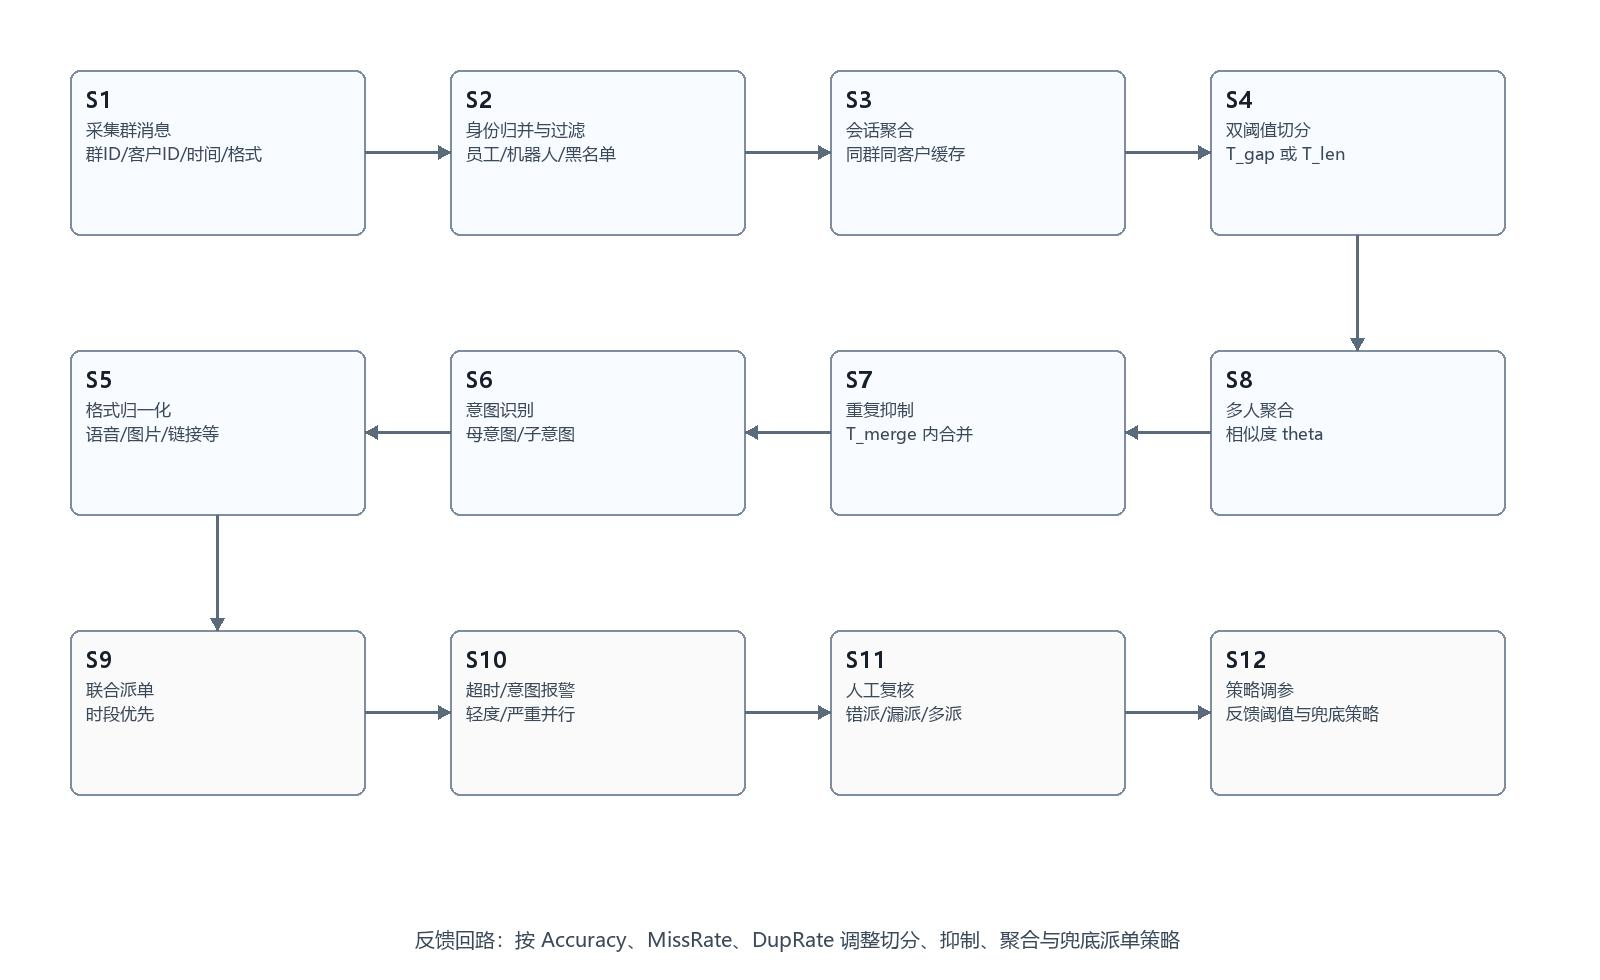 S1
采集群消息
群ID/客户ID/时间/格式
S2
身份归并与过滤
员工/机器人/黑名单
S3
会话聚合
同群同客户缓存
S4
双阈值切分
T_gap 或 T_len
S5
格式归一化
语音/图片/链接等
S6
意图识别
母意图/子意图
S7
重复抑制
T_merge 内合并
S8
多人聚合
相似度 theta
S9
联合派单
时段优先
S10
超时/意图报警
轻度/严重并行
S11
人工复核
错派/漏派/多派
S12
策略调参
反馈阈值与兜底策略
反馈回路：按 Accuracy、MissRate、DupRate 调整切分、抑制、聚合与兜底派单策略